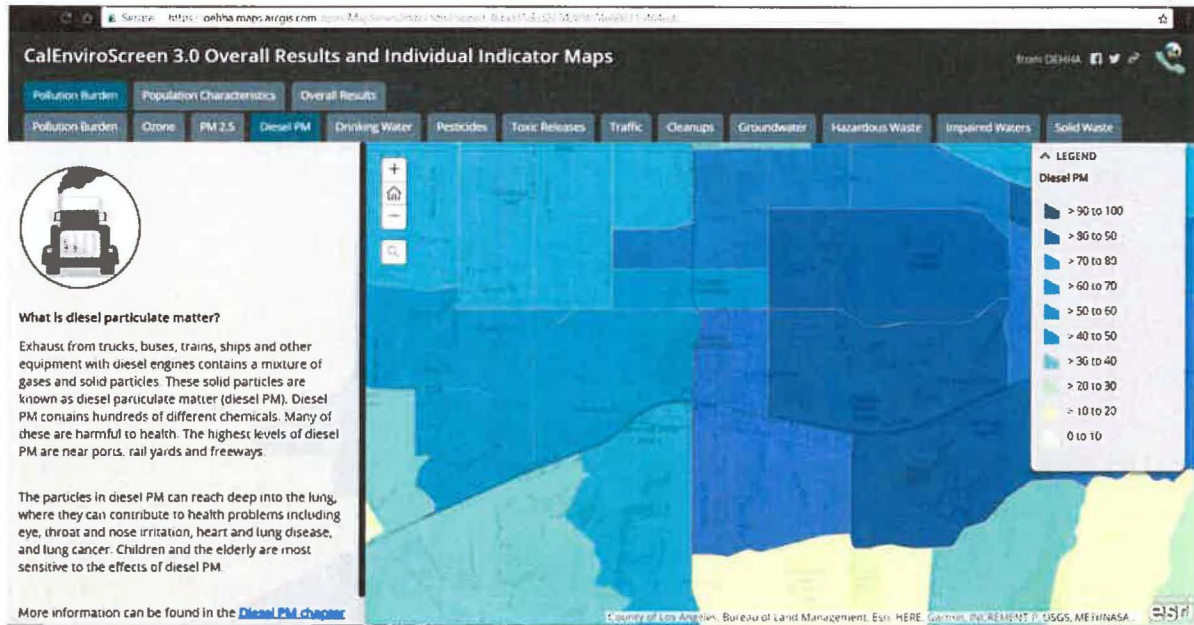 Secure https: oehha.maps.arcgis.com
CalEnviroScreen 3.0 Overall Results and Individual Indicator Maps
from OEHHA
Pollution Burden Population Characteristics Overall Results
Pollution Burden Ozone PM 2.5 Diesel PM Drinking Water Pesticides Toxic Releases Traffic Cleanups Groundwater Hazardous Waste Impaired Waters Solid Waste
What is diesel particulate matter?
Exhaust from trucks, buses, trains, ships and other
equipment with diesel engines contains a mixture of
gases and solid particles. These solid particles are
known as diesel particulate matter (diesel PM). Diesel
PM contains hundreds of different chemicals. Many of
these are harmful to health. The highest levels of diesel
PM are near ports, rail yards and freeways.
The particles in diesel PM can reach deep into the lung,
where they can contribute to health problems including
eye, throat and nose irritation, heart and lung disease,
and lung cancer. Children and the elderly are most
sensitive to the effects of diesel PM.
More information can be found in the Diesel PM chapter
+
−
LEGEND
Diesel PM
> 90 to 100
> 80 to 90
> 70 to 80
> 60 to 70
> 50 to 60
> 40 to 50
> 30 to 40
> 20 to 30
> 10 to 20
0 to 10
County of Los Angeles, Bureau of Land Management, Esri, HERE, Garmin, INCREMENT P, USGS, METI/NASA
esri